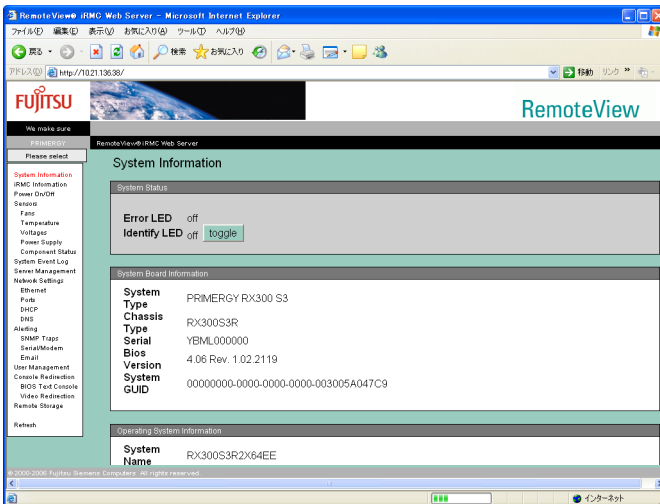 RemoteView® iRMC Web Server - Microsoft Internet Explorer
ファイル(F) 編集(E) 表示(V) お気に入り(A) ツール(T) ヘルプ(H)
戻る 検索 お気に入り
アドレス(D) http://10.21.136.38/ 移動 リンク »
FUJITSU
RemoteView
We make sure
PRIMERGY
RemoteView® iRMC Web Server
Please select
System Information
iRMC Information
Power On/Off
Sensors
Fans
Temperature
Voltages
Power Supply
Component Status
System Event Log
Server Management
Network Settings
Ethernet
Ports
DHCP
DNS
Alerting
SNMP Traps
Serial/Modem
Email
User Management
Console Redirection
BIOS Text Console
Video Redirection
Remote Storage
Refresh
System Information
System Status
Error LED off
Identify LED off toggle
System Board Information
System Type PRIMERGY RX300 S3
Chassis Type RX300S3R
Serial YBML000000
Bios Version 4.06 Rev. 1.02.2119
System GUID 00000000-0000-0000-0000-003005A047C9
Operating System Information
System Name RX300S3R2X64EE
© 2000-2006 Fujitsu Siemens Computers All rights reserved.
インターネット